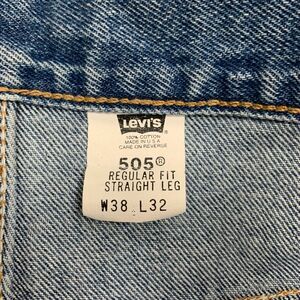 Levi's
100% COTTON
MADE IN U S A
CARE ON REVERSE
505®
REGULAR FIT
STRAIGHT LEG
W38 L32